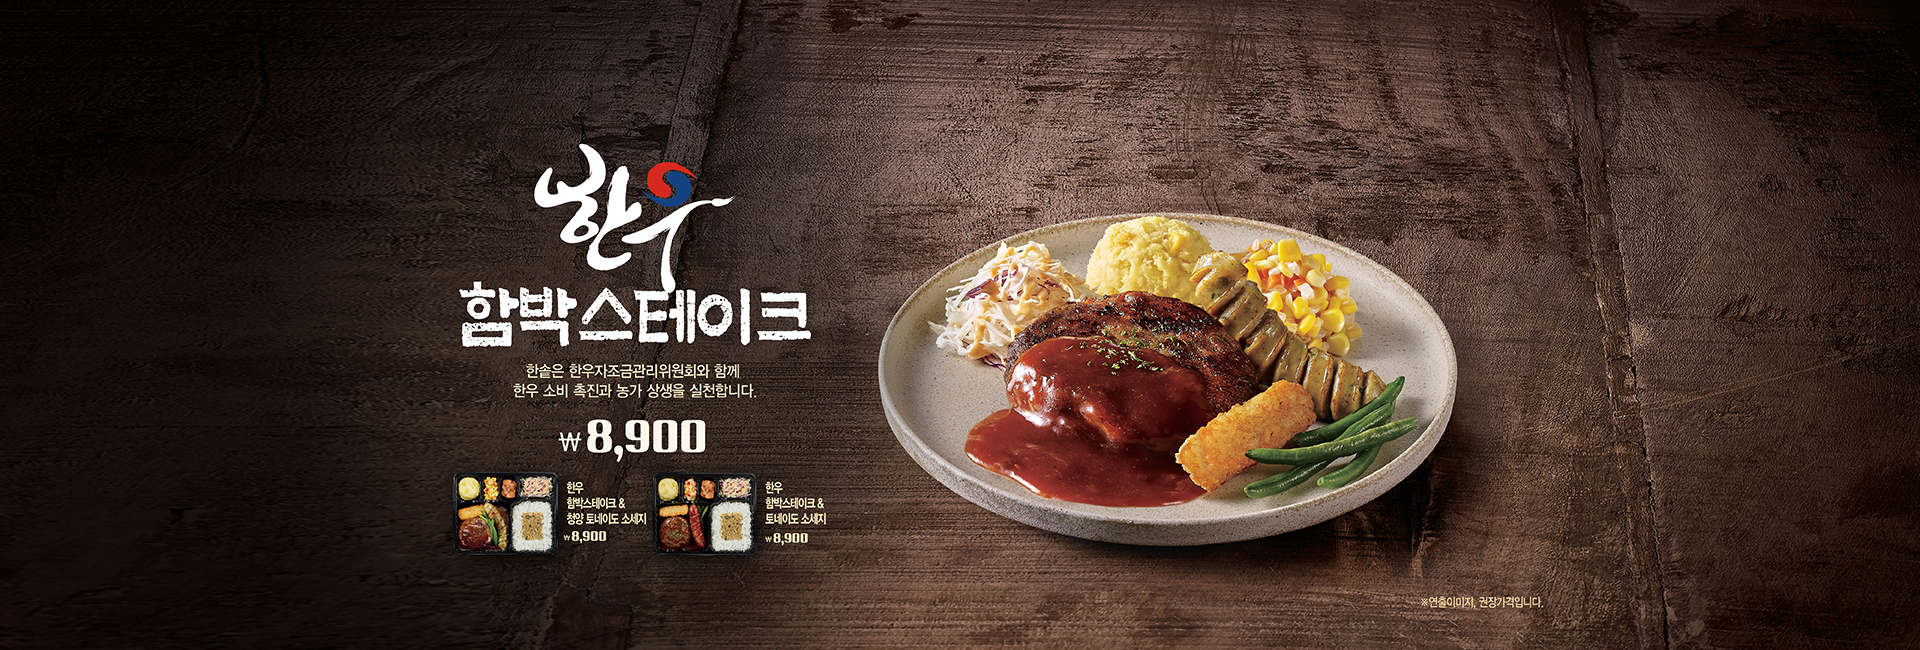 한우
함박스테이크
한솥은 한우자조금관리위원회와 함께
한우 소비 촉진과 농가 상생을 실천합니다.
₩8,900
한우
함박스테이크 &
청양 토네이도 소세지
₩8,900
한우
함박스테이크 &
토네이도 소세지
₩8,900
※연출이미지, 권장가격입니다.